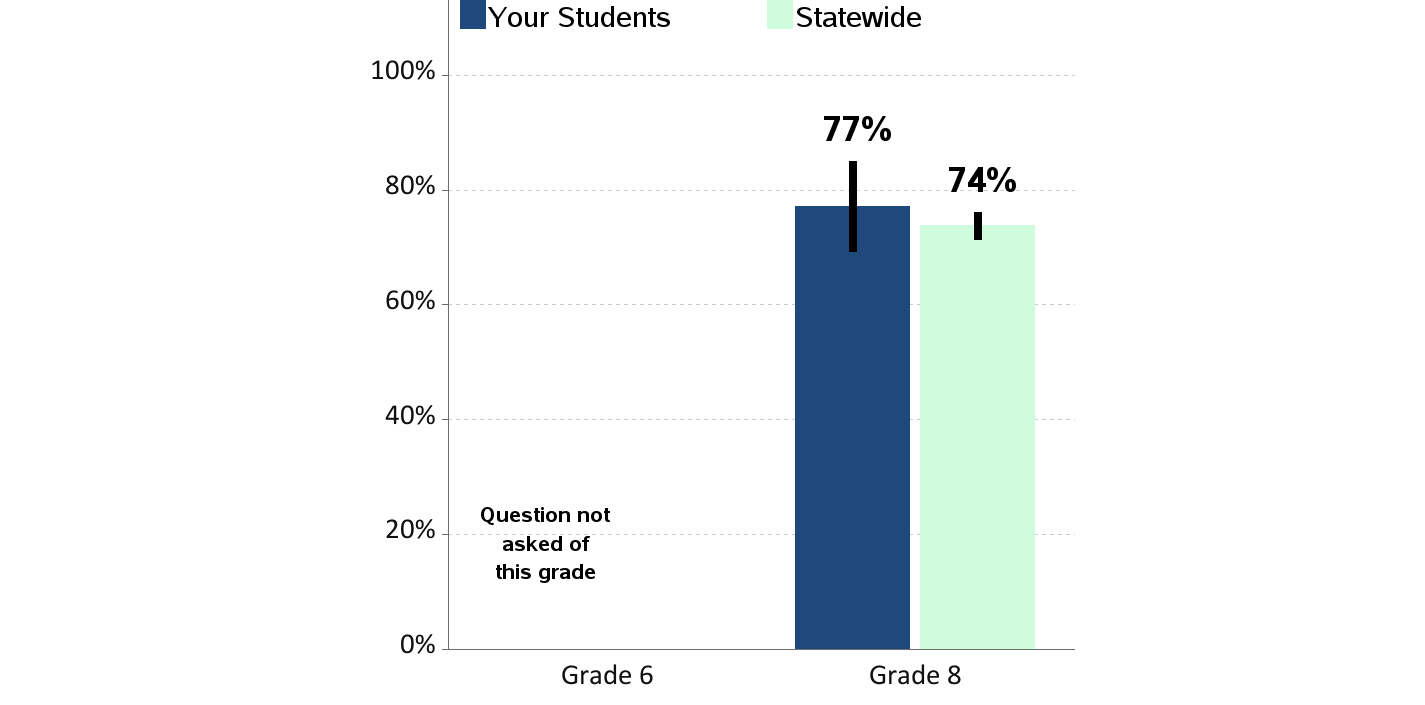 Your Students Statewide
100%
77%
80%
74%
60%
40%
Question not
20%
asked of
this grade
0%
Grade 6 Grade 8